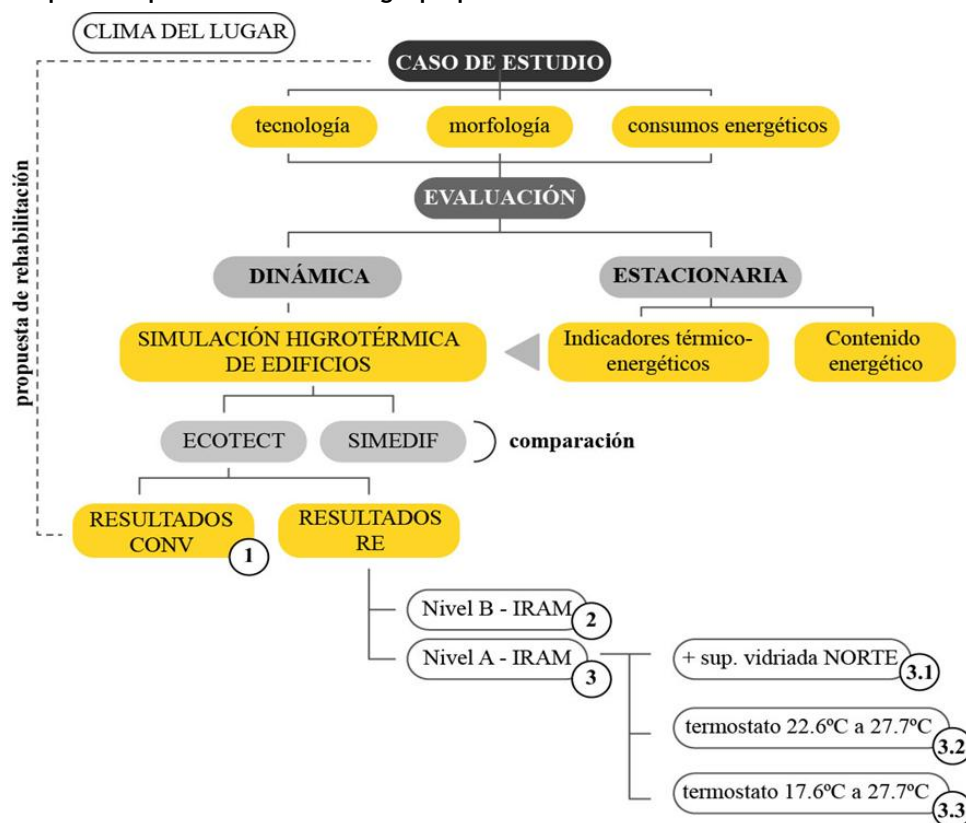 CLIMA DEL LUGAR
CASO DE ESTUDIO
tecnología
morfología
consumos energéticos
EVALUACIÓN
propuesta de rehabilitación
DINÁMICA
ESTACIONARIA
SIMULACIÓN HIGROTÉRMICA
DE EDIFICIOS
Indicadores térmico-
energéticos
Contenido
energético
ECOTECT
SIMEDIF
comparación
RESULTADOS
CONV
1
RESULTADOS
RE
Nivel B - IRAM
2
Nivel A - IRAM
3
+ sup. vidriada NORTE
3.1
termostato 22.6ºC a 27.7ºC
3.2
termostato 17.6ºC a 27.7ºC
3.3